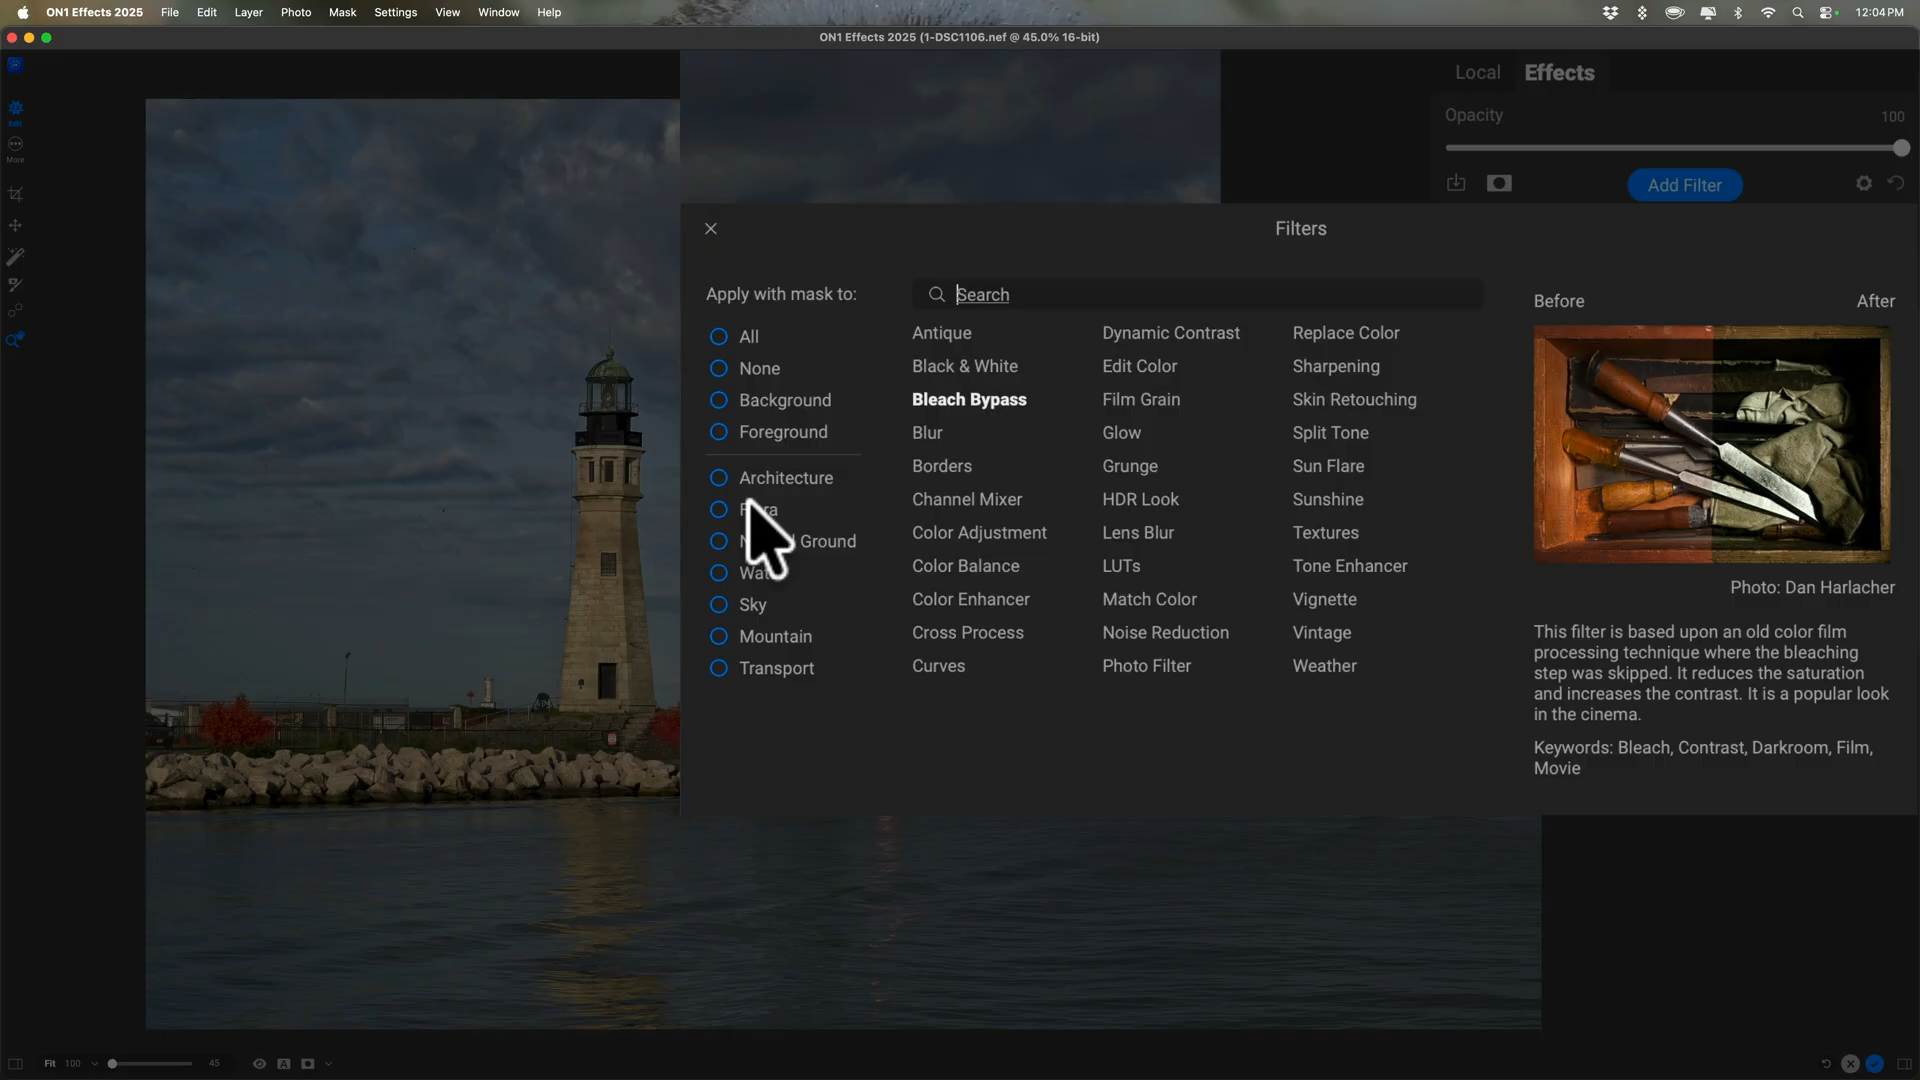 ON1 Effects 2025 File Edit Layer Photo Mask Settings View Window Help 12:04 PM
ON1 Effects 2025 (1-DSC1106.nef @ 45.0% 16-bit)
Local Effects
Opacity 100
Add Filter
Edit
More
Filters
Apply with mask to:
All
None
Background
Foreground
Architecture
Ground
Sky
Mountain
Transport
Search
Antique
Black & White
Bleach Bypass
Blur
Borders
Channel Mixer
Color Adjustment
Color Balance
Color Enhancer
Cross Process
Curves
Dynamic Contrast
Edit Color
Film Grain
Glow
Grunge
HDR Look
Lens Blur
LUTs
Match Color
Noise Reduction
Photo Filter
Replace Color
Sharpening
Skin Retouching
Split Tone
Sun Flare
Sunshine
Textures
Tone Enhancer
Vignette
Vintage
Weather
Before After
Photo: Dan Harlacher
This filter is based upon an old color film
processing technique where the bleaching
step was skipped. It reduces the saturation
and increases the contrast. It is a popular look
in the cinema.
Keywords: Bleach, Contrast, Darkroom, Film,
Movie
Fit 100 45 A